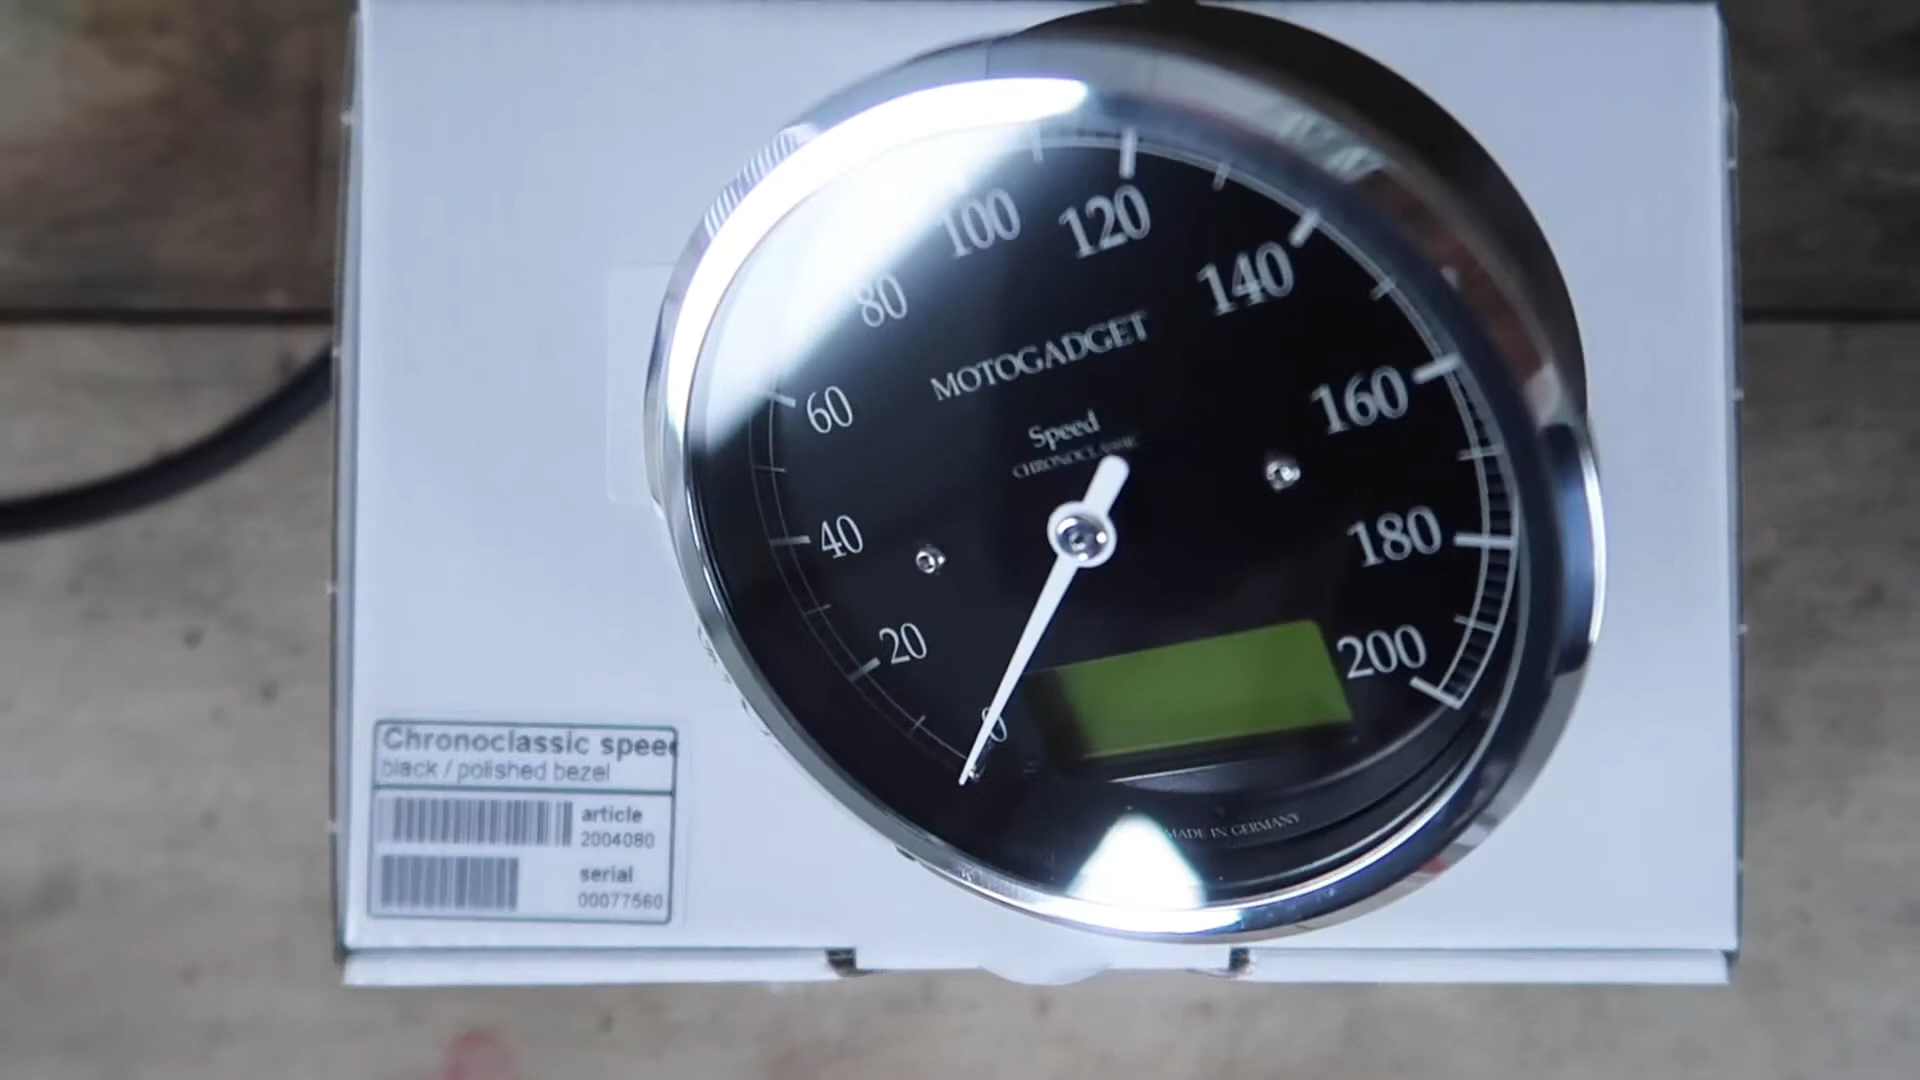 100 120
80 140
MOTOGADGET
60 160
Speed
CHRONOCLASSIC
40 180
20 200
0
MADE IN GERMANY
Chronoclassic speed
black / polished bezel
article
2004080
serial
00077560